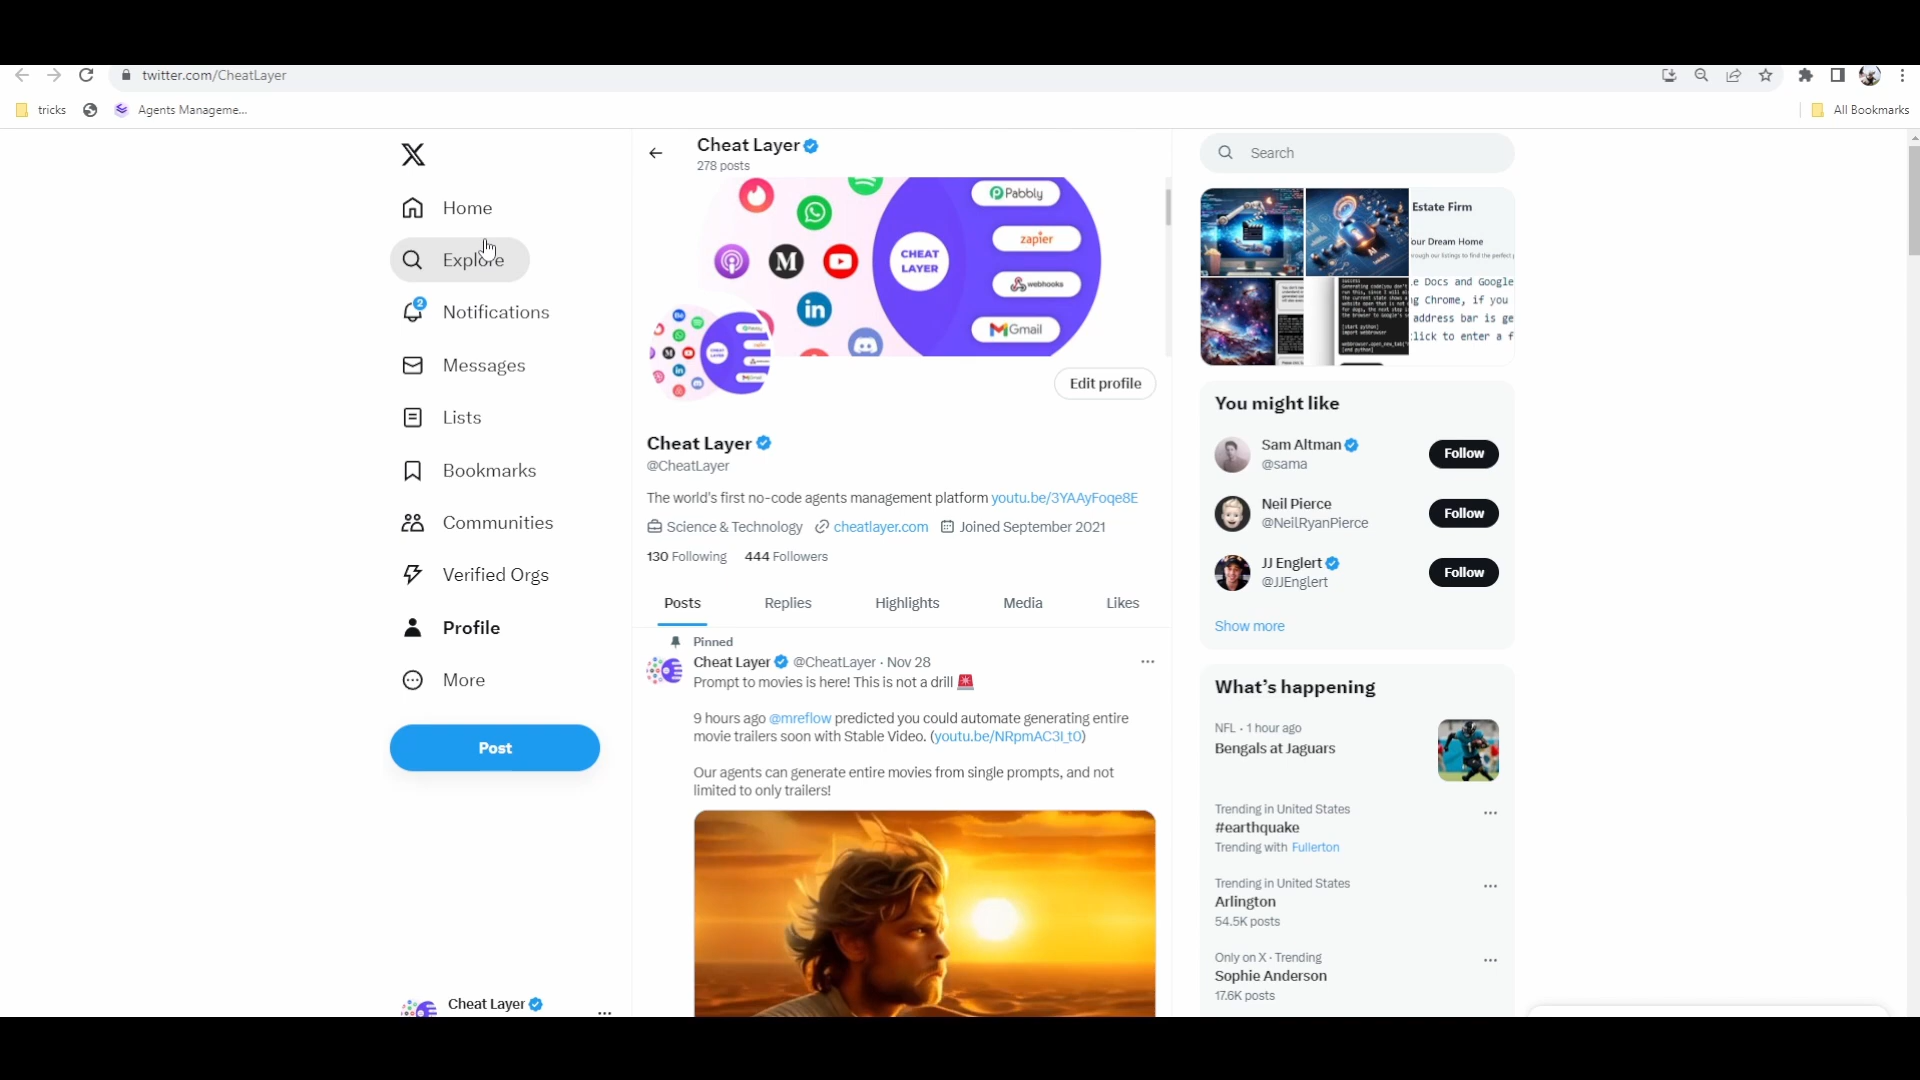 twitter.com/CheatLayer
tricks
Agents Manageme...
All Bookmarks
Home
Explore
2
Notifications
Messages
Lists
Bookmarks
Communities
Verified Orgs
Profile
More
Post
Cheat Layer
Cheat Layer
278 posts
Pabbly
zapier
CHEAT
LAYER
webhooks
M Gmail
M
in
Edit profile
Cheat Layer
@CheatLayer
The world's first no-code agents management platform youtu.be/3YAAyFoqe8E
Science & Technology cheatlayer.com Joined September 2021
130 Following 444 Followers
Posts Replies Highlights Media Likes
Pinned
Cheat Layer @CheatLayer · Nov 28
Prompt to movies is here! This is not a drill
9 hours ago @mreflow predicted you could automate generating entire
movie trailers soon with Stable Video. (youtu.be/NRpmAC3I_t0)
Our agents can generate entire movies from single prompts, and not
limited to only trailers!
Search
Estate Firm
our Dream Home
e Docs and Google
g Chrome, if you
address bar is ge
lick to enter a f
You might like
Sam Altman
@sama
Follow
Neil Pierce
@NeilRyanPierce
Follow
JJ Englert
@JJEnglert
Follow
Show more
What's happening
NFL · 1 hour ago
Bengals at Jaguars
Trending in United States
#earthquake
Trending with Fullerton
Trending in United States
Arlington
54.5K posts
Only on X · Trending
Sophie Anderson
17.6K posts